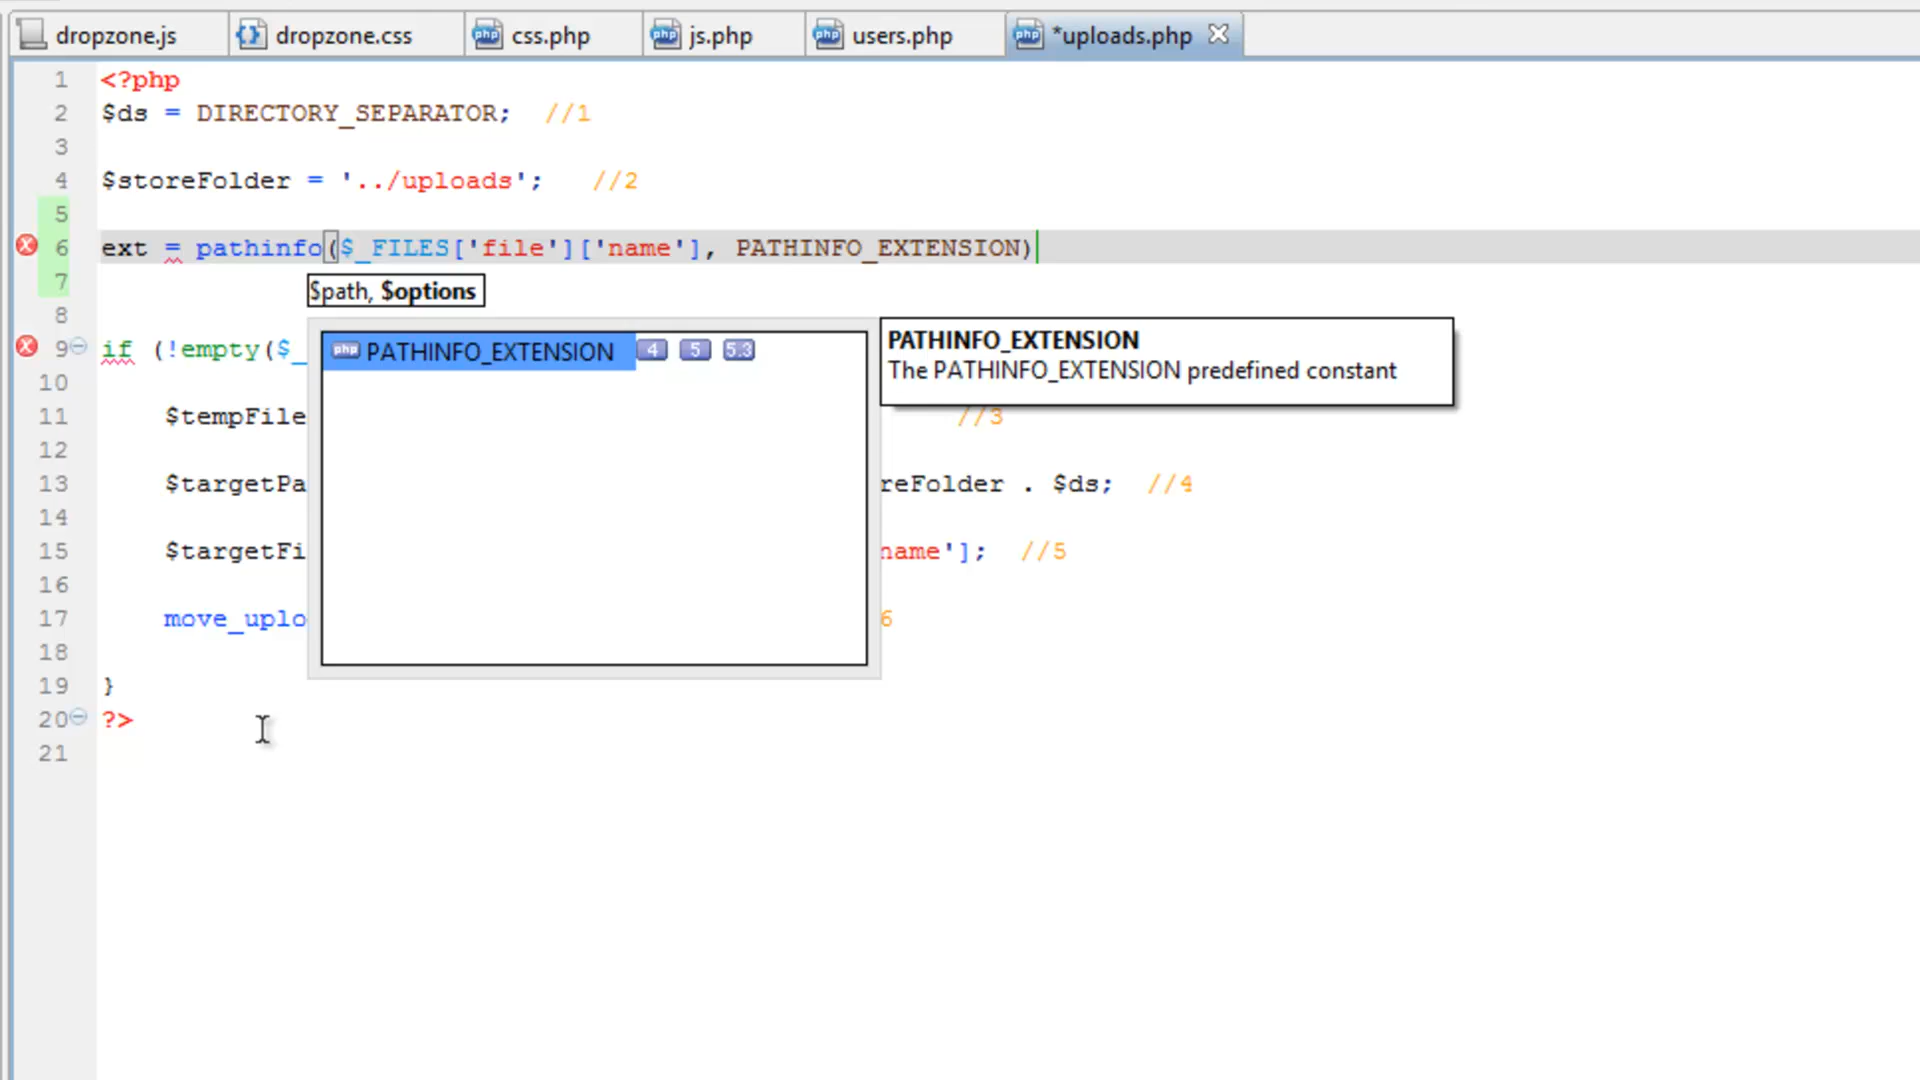 dropzone.js dropzone.css css.php js.php users.php *uploads.php
1 <?php
2 $ds = DIRECTORY_SEPARATOR; //1
3
4 $storeFolder = '../uploads'; //2
5
6 ext = pathinfo($_FILES['file']['name'], PATHINFO_EXTENSION)
7
$path, $options
8
9 if (!empty($_
php PATHINFO_EXTENSION 4 5 5.3
PATHINFO_EXTENSION
The PATHINFO_EXTENSION predefined constant
10
11 $tempFile //3
12
13 $targetPa reFolder . $ds; //4
14
15 $targetFi name']; //5
16
17 move_uplo 6
18
19 }
20 ?>
21